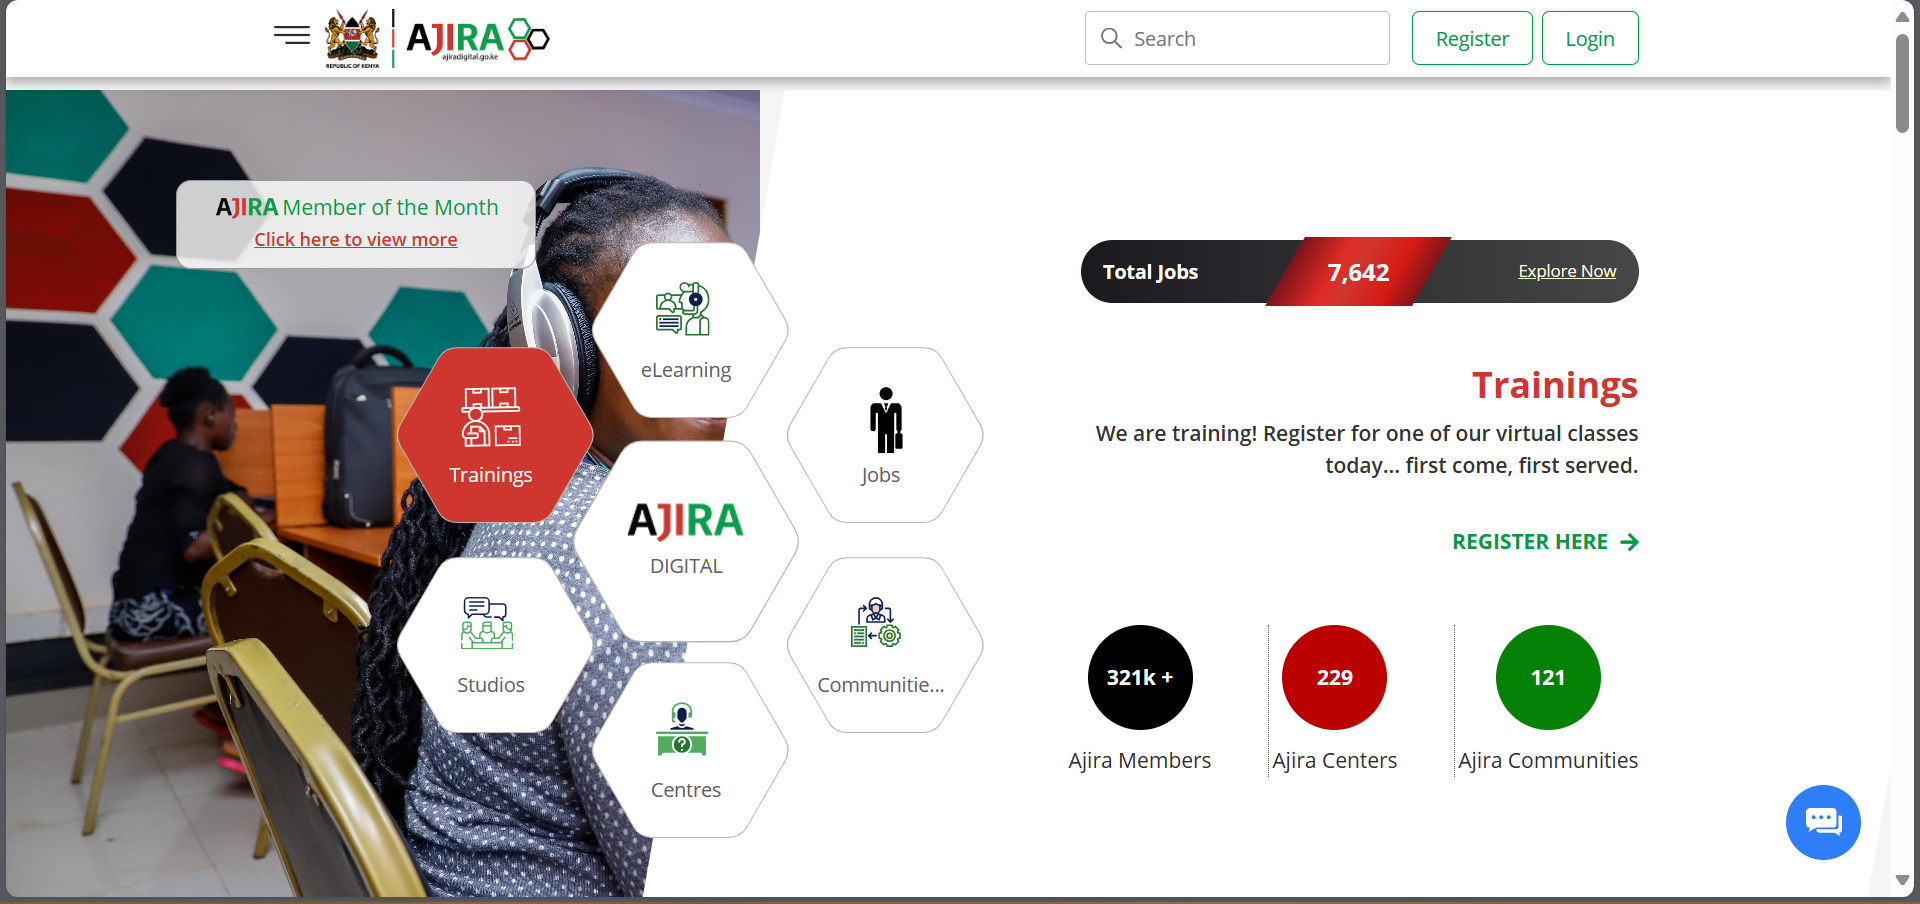 REPUBLIC OF KENYA
AJIRA
ajiradigital.go.ke
Search
Register
Login
AJIRA Member of the Month
Click here to view more
eLearning
Trainings
Jobs
AJIRA
DIGITAL
Studios
Communitie...
Centres
?
Total Jobs
7,642
Explore Now
Trainings
We are training! Register for one of our virtual classes
today... first come, first served.
REGISTER HERE
321k +
229
121
Ajira Members
Ajira Centers
Ajira Communities